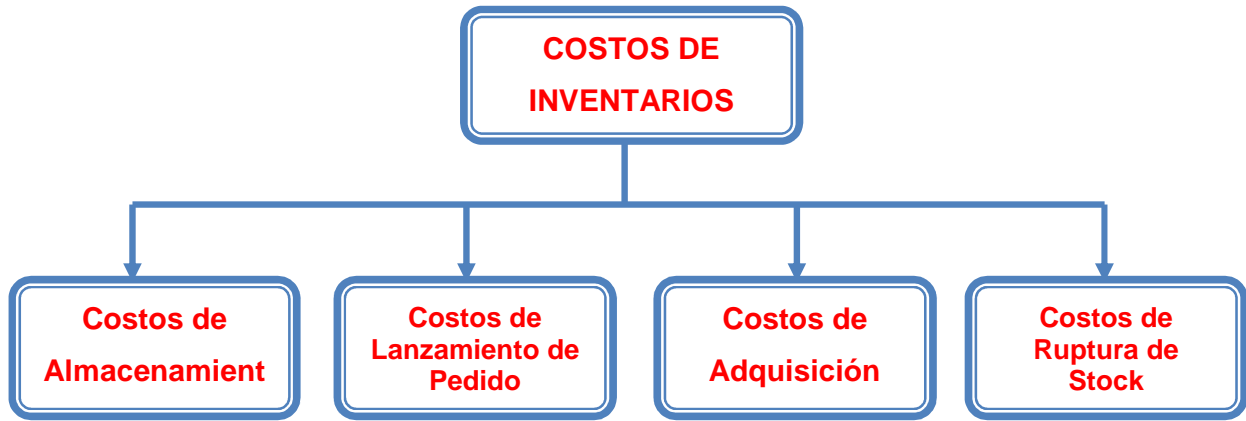 COSTOS DE
INVENTARIOS
Costos de
Almacenamient
Costos de
Lanzamiento de
Pedido
Costos de
Adquisición
Costos de
Ruptura de
Stock